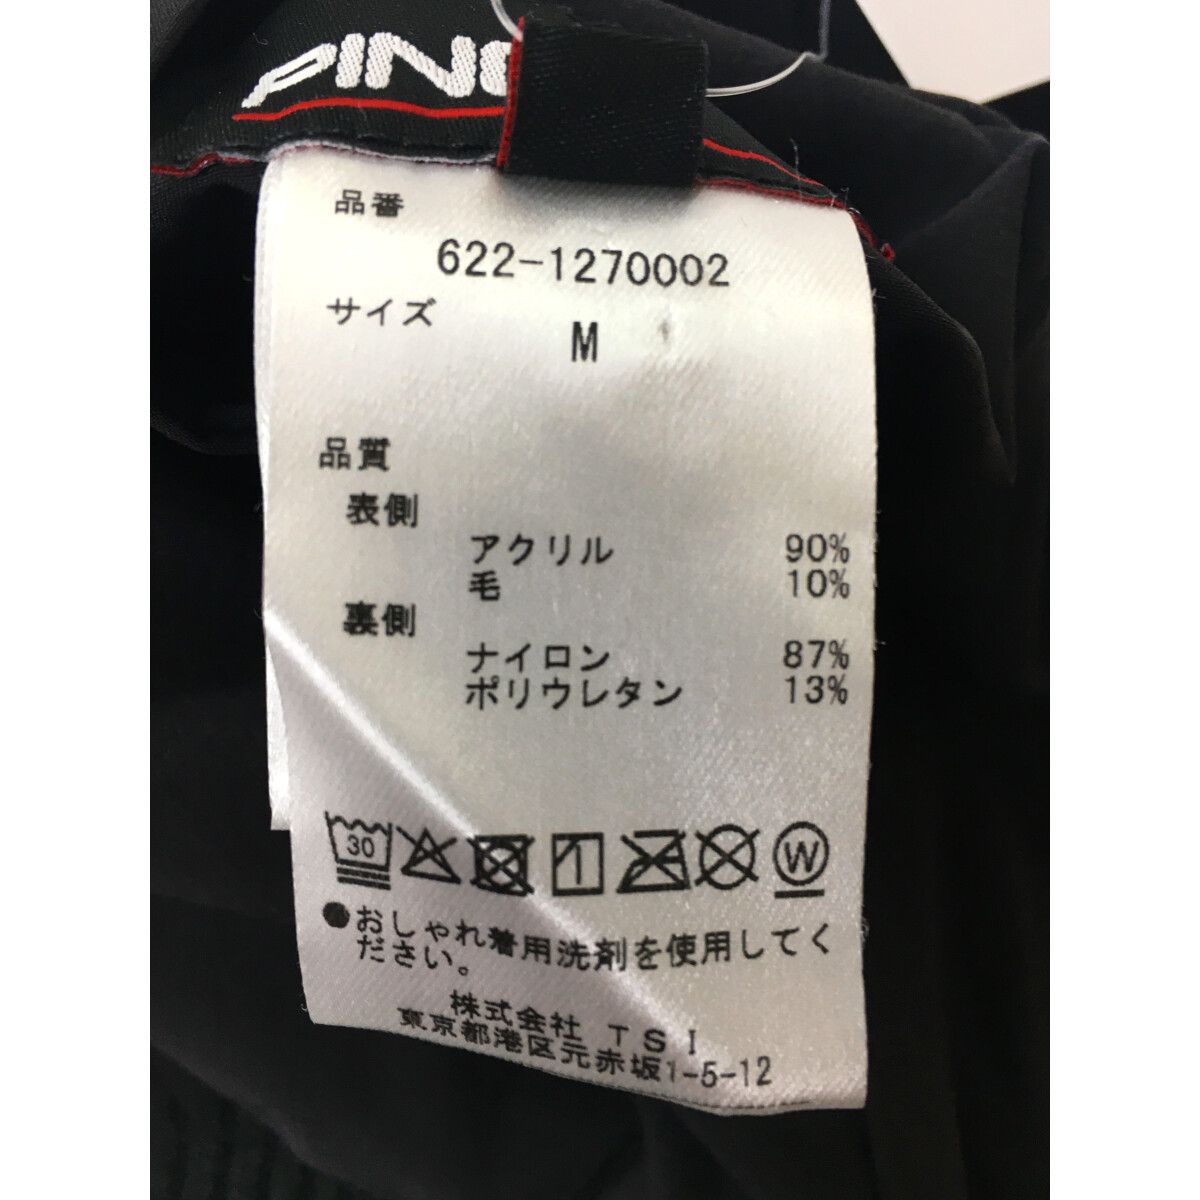 PING
品番
622-1270002
サイズ
M
品質
表側
アクリル 90%
毛 10%
裏側
ナイロン 87%
ポリウレタン 13%
30
W
●おしゃれ着用洗剤を使用してく
ださい。
株式会社 TSI
東京都港区元赤坂1-5-12